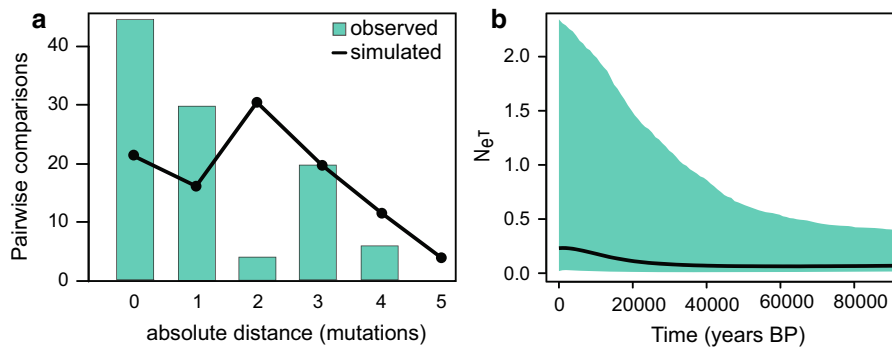 a
observed
simulated
Pairwise comparisons
40
30
20
10
0
0 1 2 3 4 5
absolute distance (mutations)
b
Neτ
2.0
1.5
1.0
0.5
0.0
0 20000 40000 60000 80000
Time (years BP)